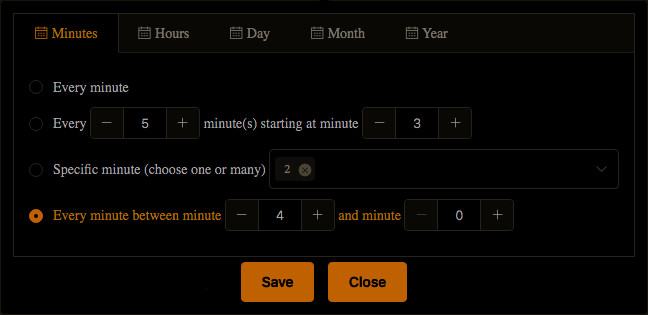 Minutes Hours Day Month Year
Every minute
Every 5 minute(s) starting at minute 3
Specific minute (choose one or many) 2
Every minute between minute 4 and minute 0
Save Close